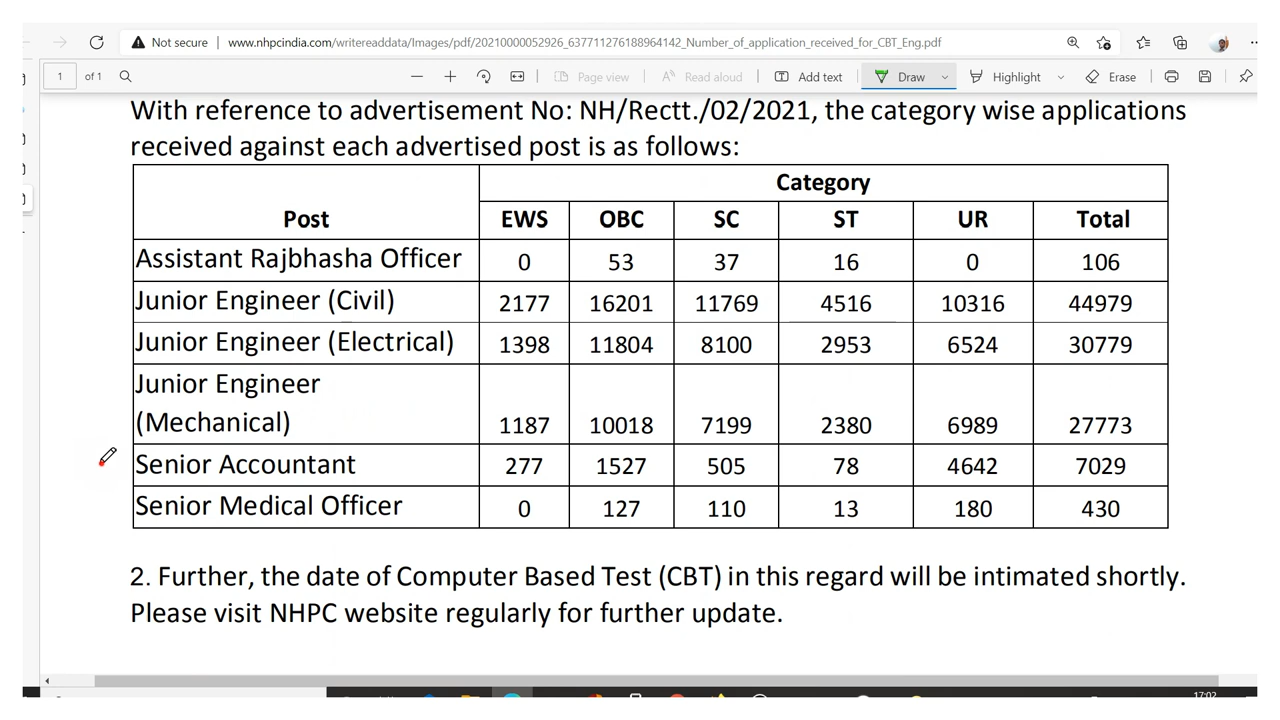 Not secure www.nhpcindia.com/writereaddata/Images/pdf/20210000052926_637711276188964142_Number_of_application_received_for_CBT_Eng.pdf
1 of 1 Page view Read aloud Add text Draw Highlight Erase
With reference to advertisement No: NH/Rectt./02/2021, the category wise applications
received against each advertised post is as follows:
Category
Post EWS OBC SC ST UR Total
Assistant Rajbhasha Officer 0 53 37 16 0 106
Junior Engineer (Civil) 2177 16201 11769 4516 10316 44979
Junior Engineer (Electrical) 1398 11804 8100 2953 6524 30779
Junior Engineer
(Mechanical) 1187 10018 7199 2380 6989 27773
Senior Accountant 277 1527 505 78 4642 7029
Senior Medical Officer 0 127 110 13 180 430
2. Further, the date of Computer Based Test (CBT) in this regard will be intimated shortly.
Please visit NHPC website regularly for further update.
17:02